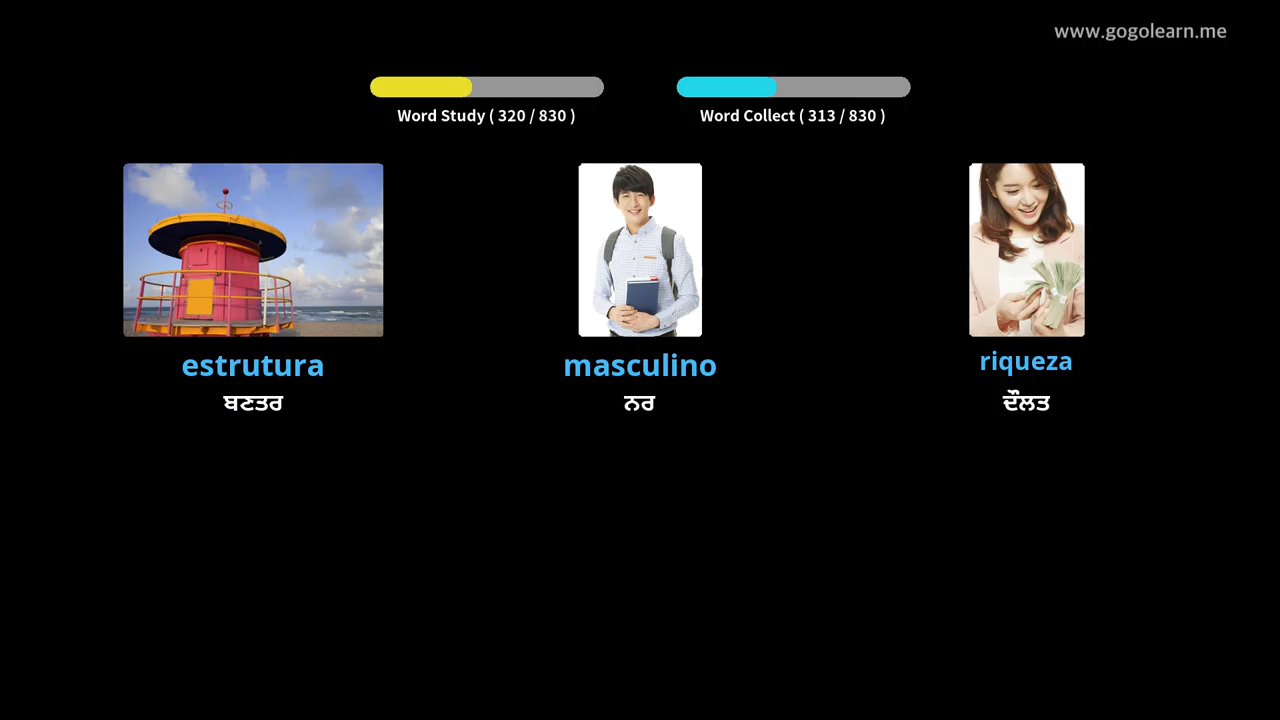 www.gogolearn.me
Word Study ( 320 / 830 )
Word Collect ( 313 / 830 )
estrutura
ਬਣਤਰ
masculino
ਨਰ
riqueza
ਦੌਲਤ